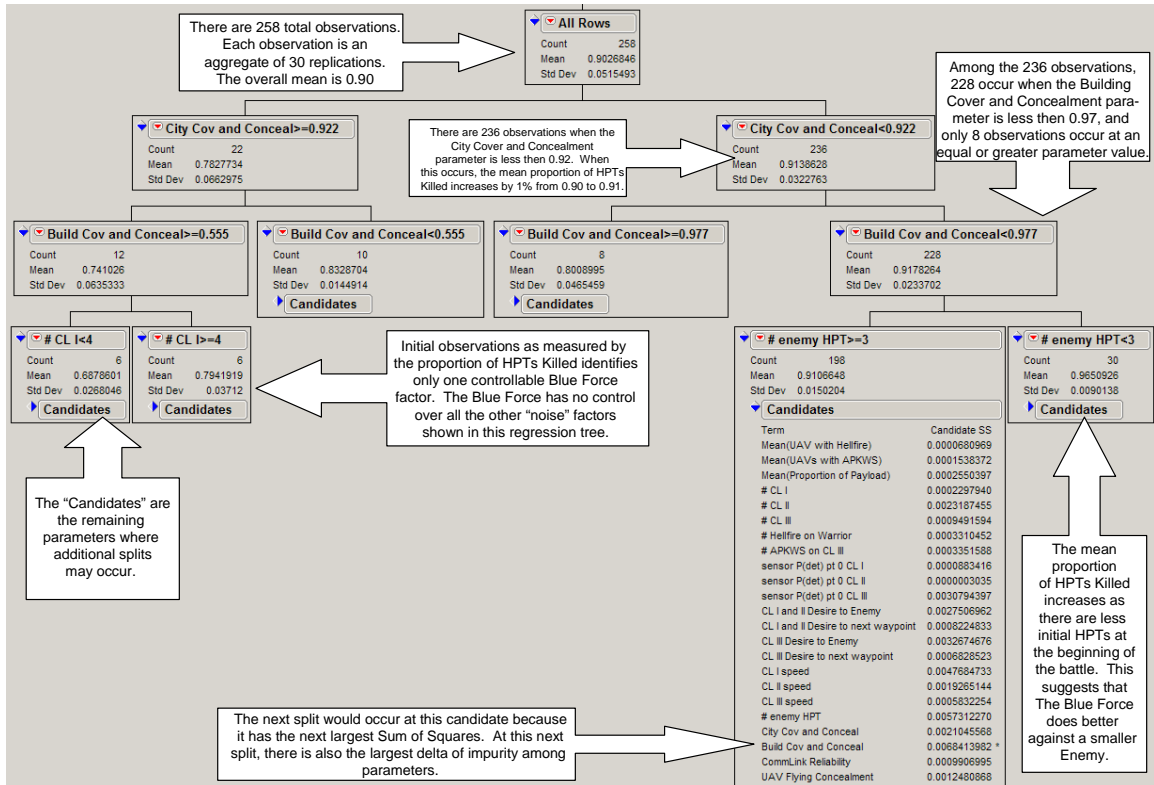 There are 258 total observations.
Each observation is an
aggregate of 30 replications.
The overall mean is 0.90
All Rows
Count 258
Mean 0.9026846
Std Dev 0.0515493
Among the 236 observations,
228 occur when the Building
Cover and Concealment para-
meter is less then 0.97, and
only 8 observations occur at an
equal or greater parameter value.
City Cov and Conceal>=0.922
Count 22
Mean 0.7827734
Std Dev 0.0662975
There are 236 observations when the
City Cover and Concealment
parameter is less then 0.92. When
this occurs, the mean proportion of HPTs
Killed increases by 1% from 0.90 to 0.91.
City Cov and Conceal<0.922
Count 236
Mean 0.9138628
Std Dev 0.0322763
Build Cov and Conceal>=0.555
Count 12
Mean 0.741026
Std Dev 0.0635333
Build Cov and Conceal<0.555
Count 10
Mean 0.8328704
Std Dev 0.0144914
Candidates
Build Cov and Conceal>=0.977
Count 8
Mean 0.8008995
Std Dev 0.0465459
Candidates
Build Cov and Conceal<0.977
Count 228
Mean 0.9178264
Std Dev 0.0233702
# CL I<4
Count 6
Mean 0.6878601
Std Dev 0.0268046
Candidates
# CL I>=4
Count 6
Mean 0.7941919
Std Dev 0.03712
Candidates
Initial observations as measured by
the proportion of HPTs Killed identifies
only one controllable Blue Force
factor. The Blue Force has no control
over all the other “noise” factors
shown in this regression tree.
# enemy HPT>=3
Count 198
Mean 0.9106648
Std Dev 0.0150204
Candidates
Term Candidate SS
Mean(UAV with Hellfire) 0.0000680969
Mean(UAVs with APKWS) 0.0001538372
Mean(Proportion of Payload) 0.0002550397
# CL I 0.0002297940
# CL II 0.0023187455
# CL III 0.0009491594
# Hellfire on Warrior 0.0003310452
# APKWS on CL III 0.0003351588
sensor P(det) pt 0 CL I 0.0000883416
sensor P(det) pt 0 CL II 0.0000003035
sensor P(det) pt 0 CL III 0.0030794397
CL I and II Desire to Enemy 0.0027506962
CL I and II Desire to next waypoint 0.0008224833
CL III Desire to Enemy 0.0032674676
CL III Desire to next waypoint 0.0006828523
CL I speed 0.0047684733
CL II speed 0.0019265144
CL III speed 0.0005832254
# enemy HPT 0.0057312270
City Cov and Conceal 0.0021045568
Build Cov and Conceal 0.0068413982 *
CommLink Reliability 0.0009906995
UAV Flying Concealment 0.0012480868
# enemy HPT<3
Count 30
Mean 0.9650926
Std Dev 0.0090138
Candidates
The “Candidates” are
the remaining
parameters where
additional splits
may occur.
The mean
proportion
of HPTs Killed
increases as
there are less
initial HPTs at
the beginning of
the battle. This
suggests that
The Blue Force
does better
against a smaller
Enemy.
The next split would occur at this candidate because
it has the next largest Sum of Squares. At this next
split, there is also the largest delta of impurity among
parameters.